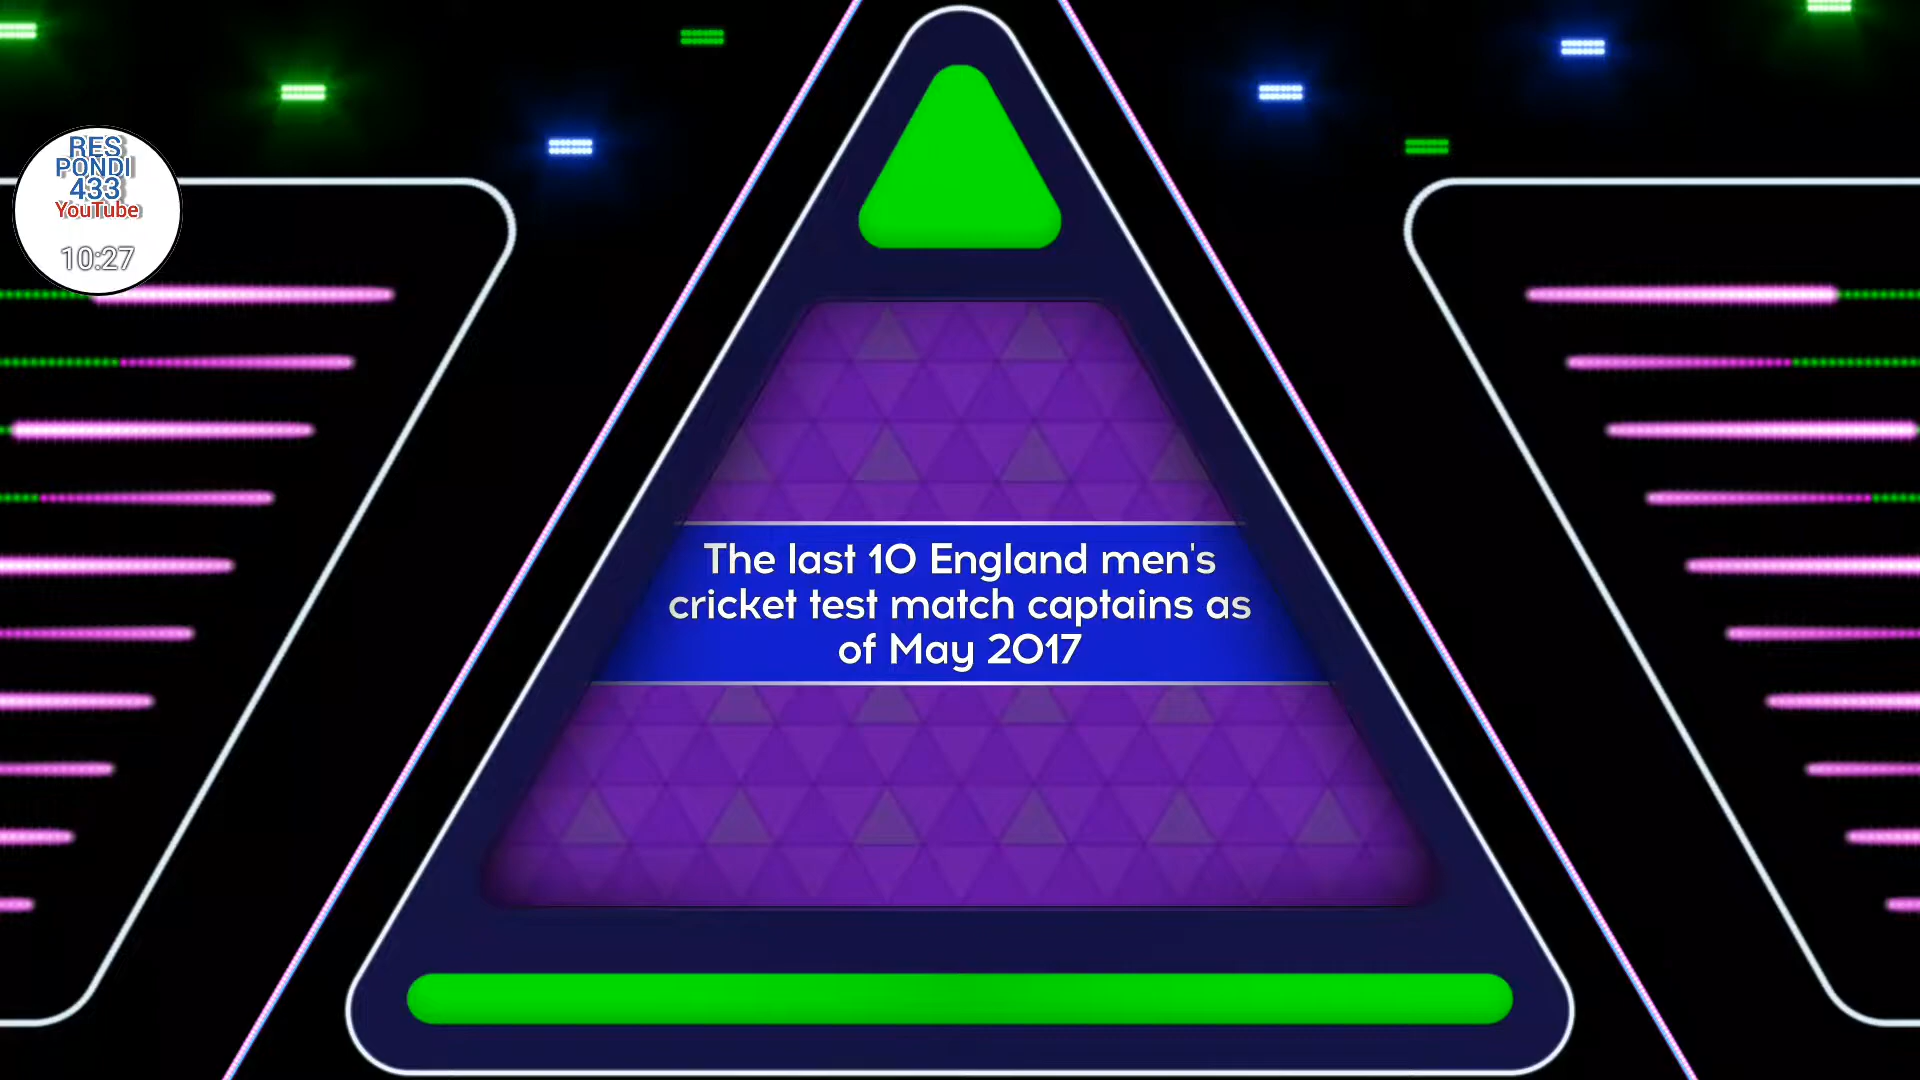 RES
PONDI
433
YouTube
10:27
The last 10 England men's
cricket test match captains as
of May 2017